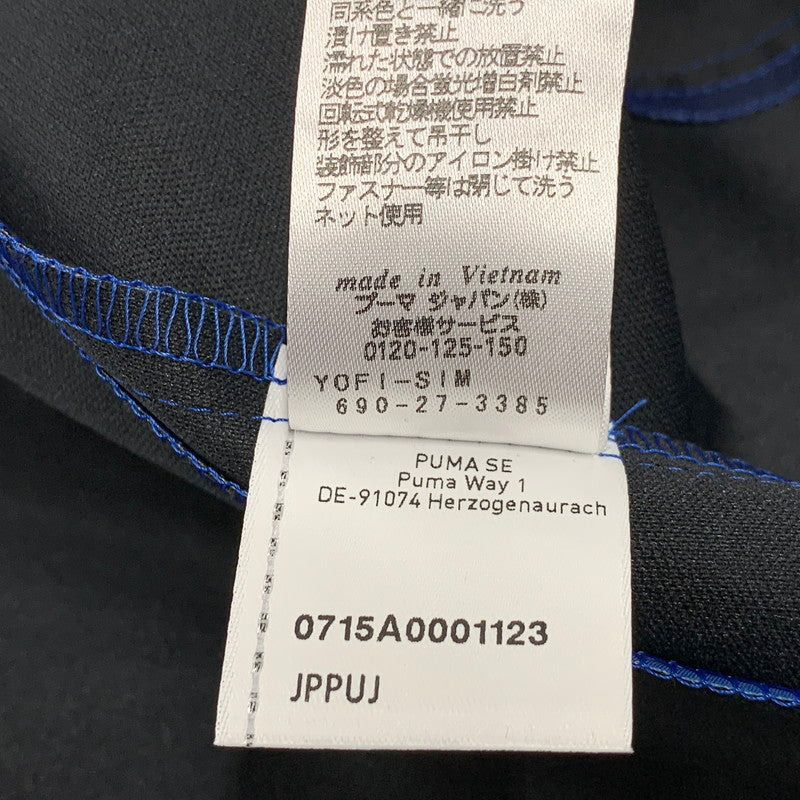 同系色と一緒に洗う
漬け置き禁止
濡れた状態での放置禁止
淡色の場合蛍光増白剤禁止
回転式乾燥機使用禁止
形を整えて吊干し
装飾部分のアイロン掛け禁止
ファスナー等は閉じて洗う
ネット使用
made in Vietnam
プーマ ジャパン(株)
お客様サービス
0120-125-150
YOFI-SIM
690-27-3385
PUMA SE
Puma Way 1
DE-91074 Herzogenaurach
0715A0001123
JPPUJ